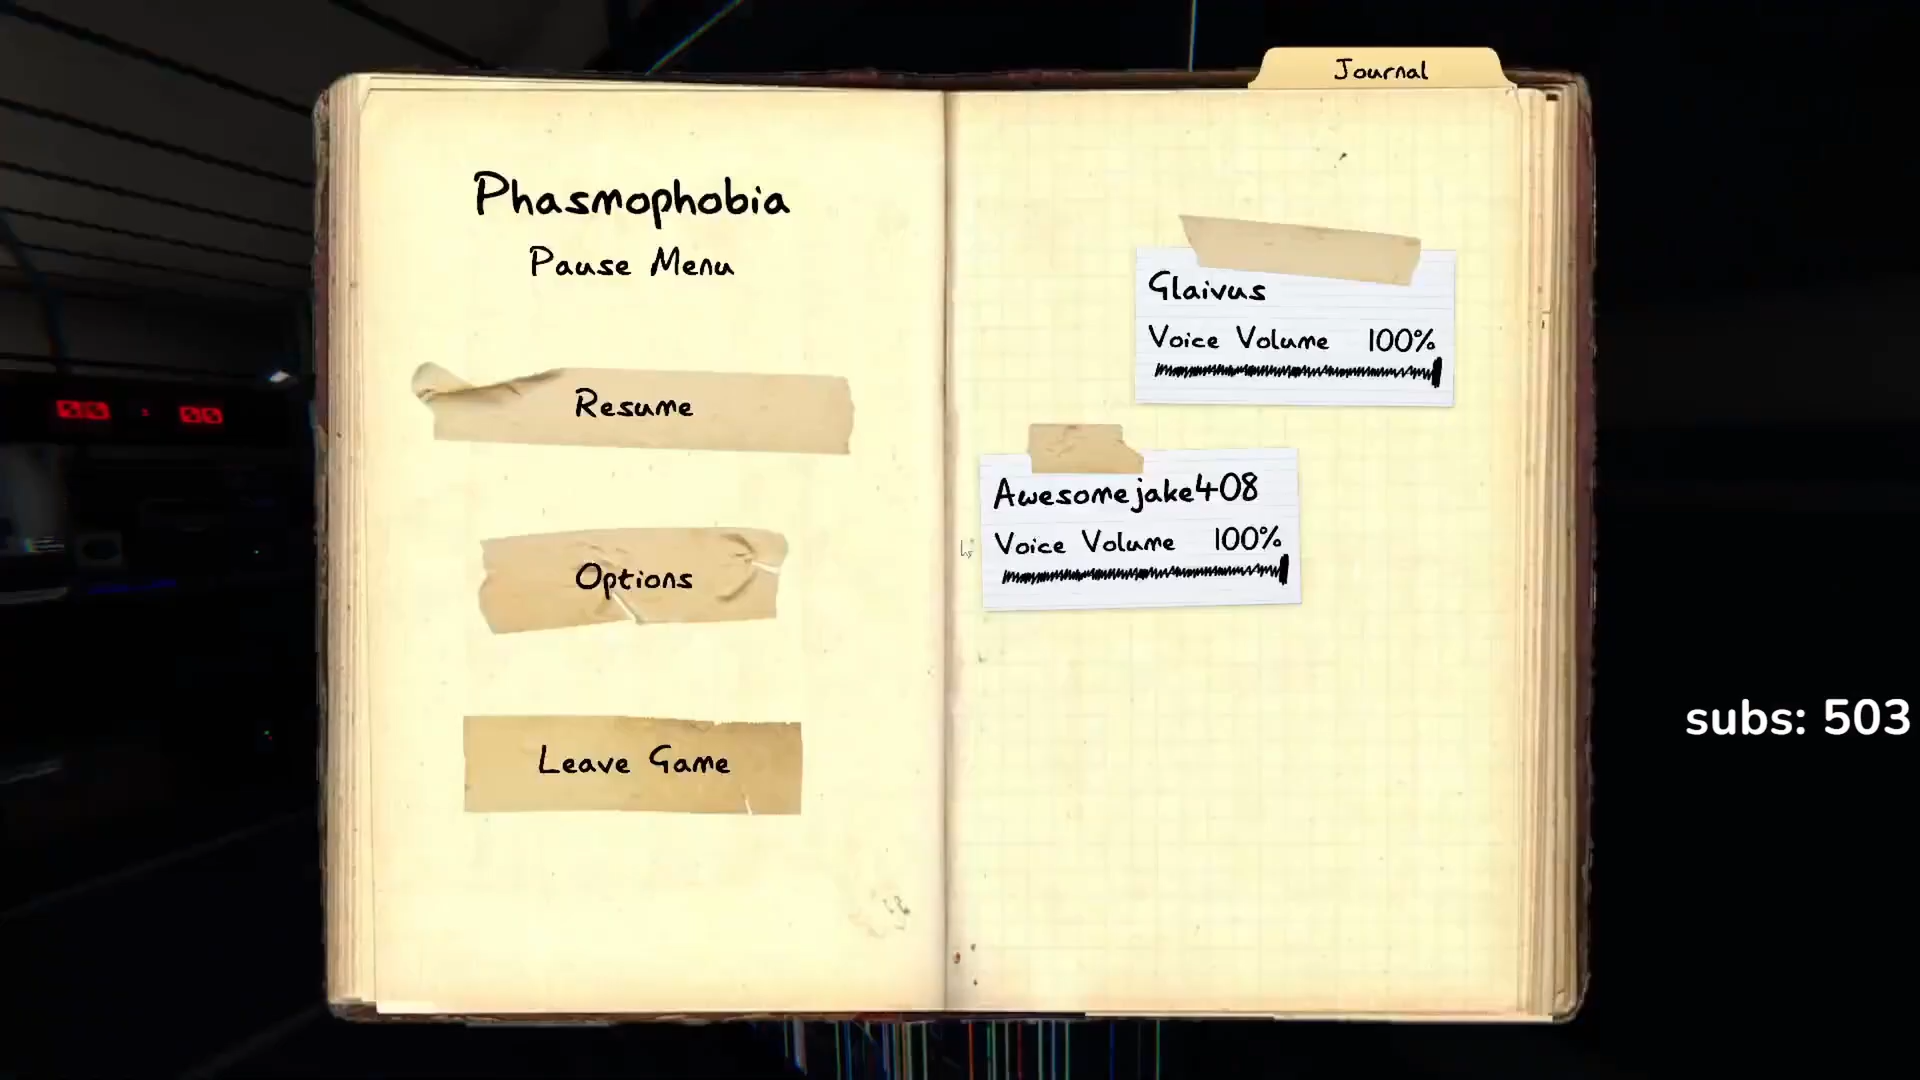 Journal
Phasmophobia
Pause Menu
Resume
Options
Leave Game
Glaivus
Voice Volume 100%
Awesomejake408
Voice Volume 100%
subs: 503